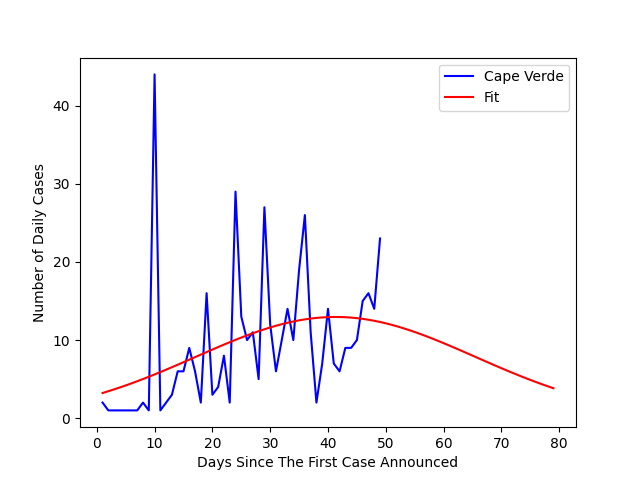 Cape Verde
Fit
Number of Daily Cases
40
30
20
10
0
0 10 20 30 40 50 60 70 80
Days Since The First Case Announced